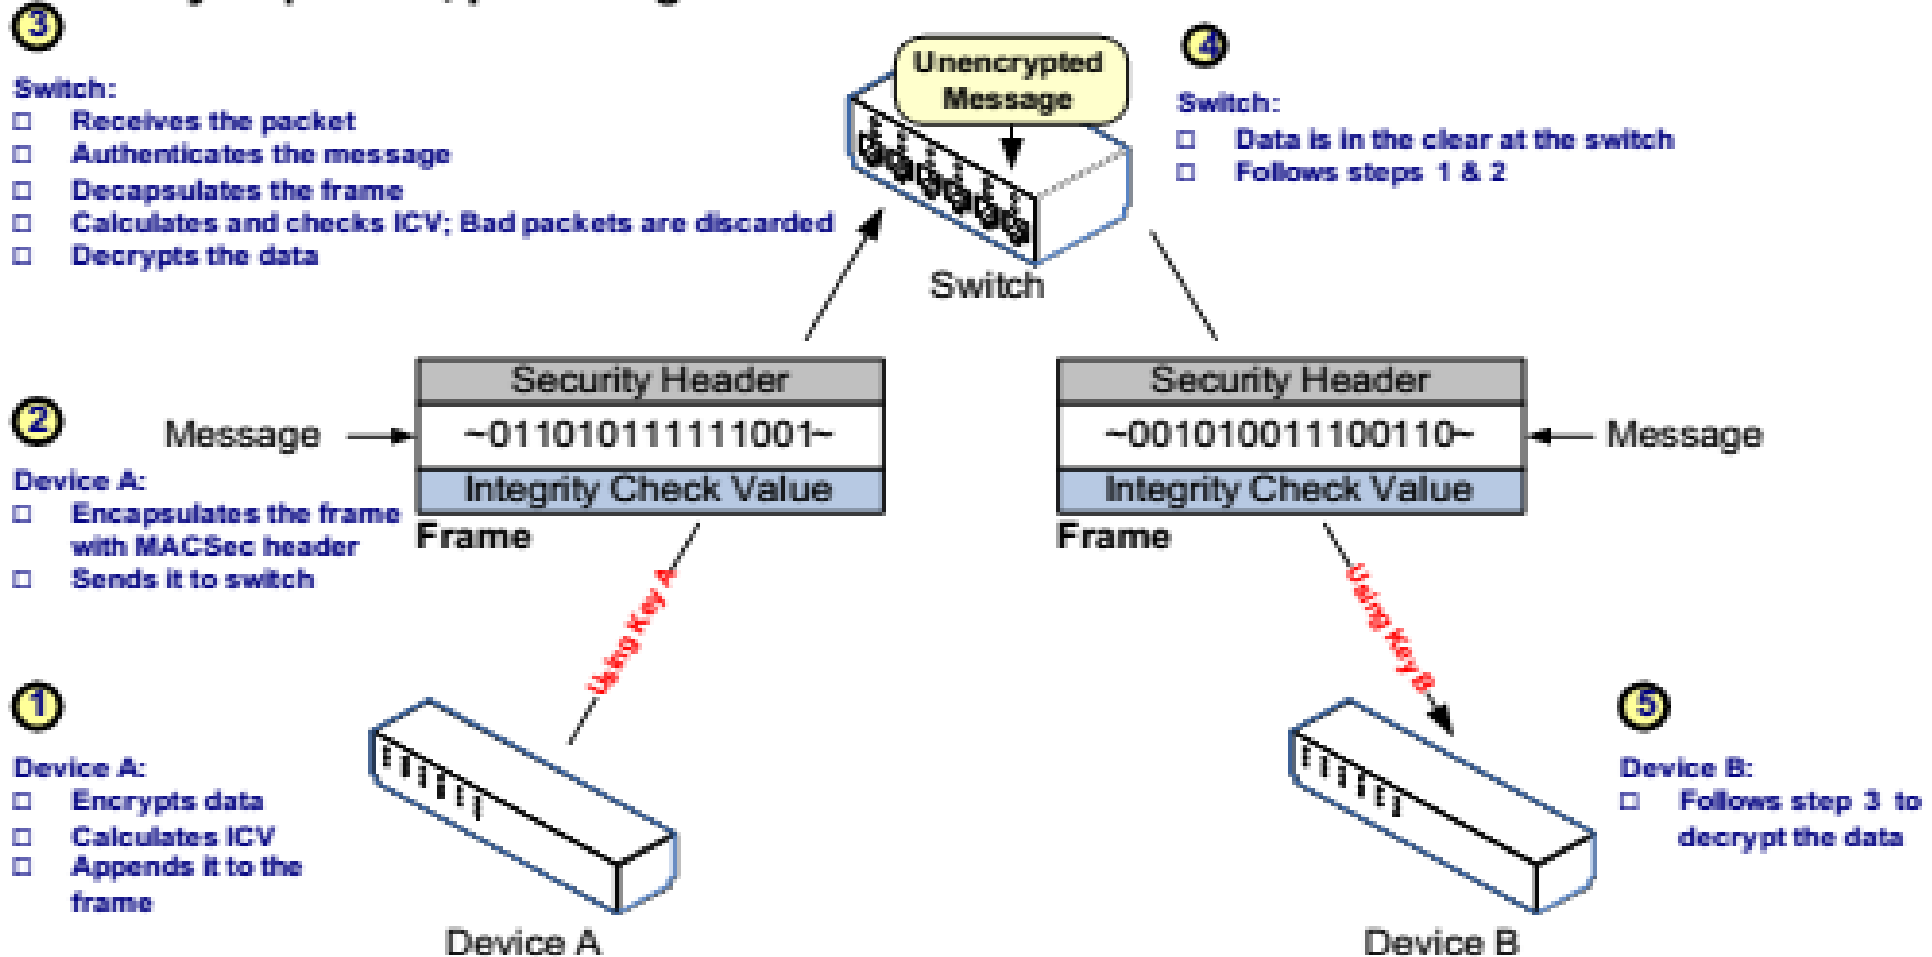 3
Switch:
Receives the packet
Authenticates the message
Decapsulates the frame
Calculates and checks ICV; Bad packets are discarded
Decrypts the data
Unencrypted
Message
Switch
4
Switch:
Data is in the clear at the switch
Follows steps 1 & 2
2
Device A:
Encapsulates the frame
with MACSec header
Sends it to switch
Message
Security Header
~011010111111001~
Integrity Check Value
Frame
Security Header
~001010011100110~
Integrity Check Value
Frame
Message
Using Key A
Using Key B
1
Device A:
Encrypts data
Calculates ICV
Appends it to the
frame
Device A
Device B
5
Device B:
Follows step 3 to
decrypt the data